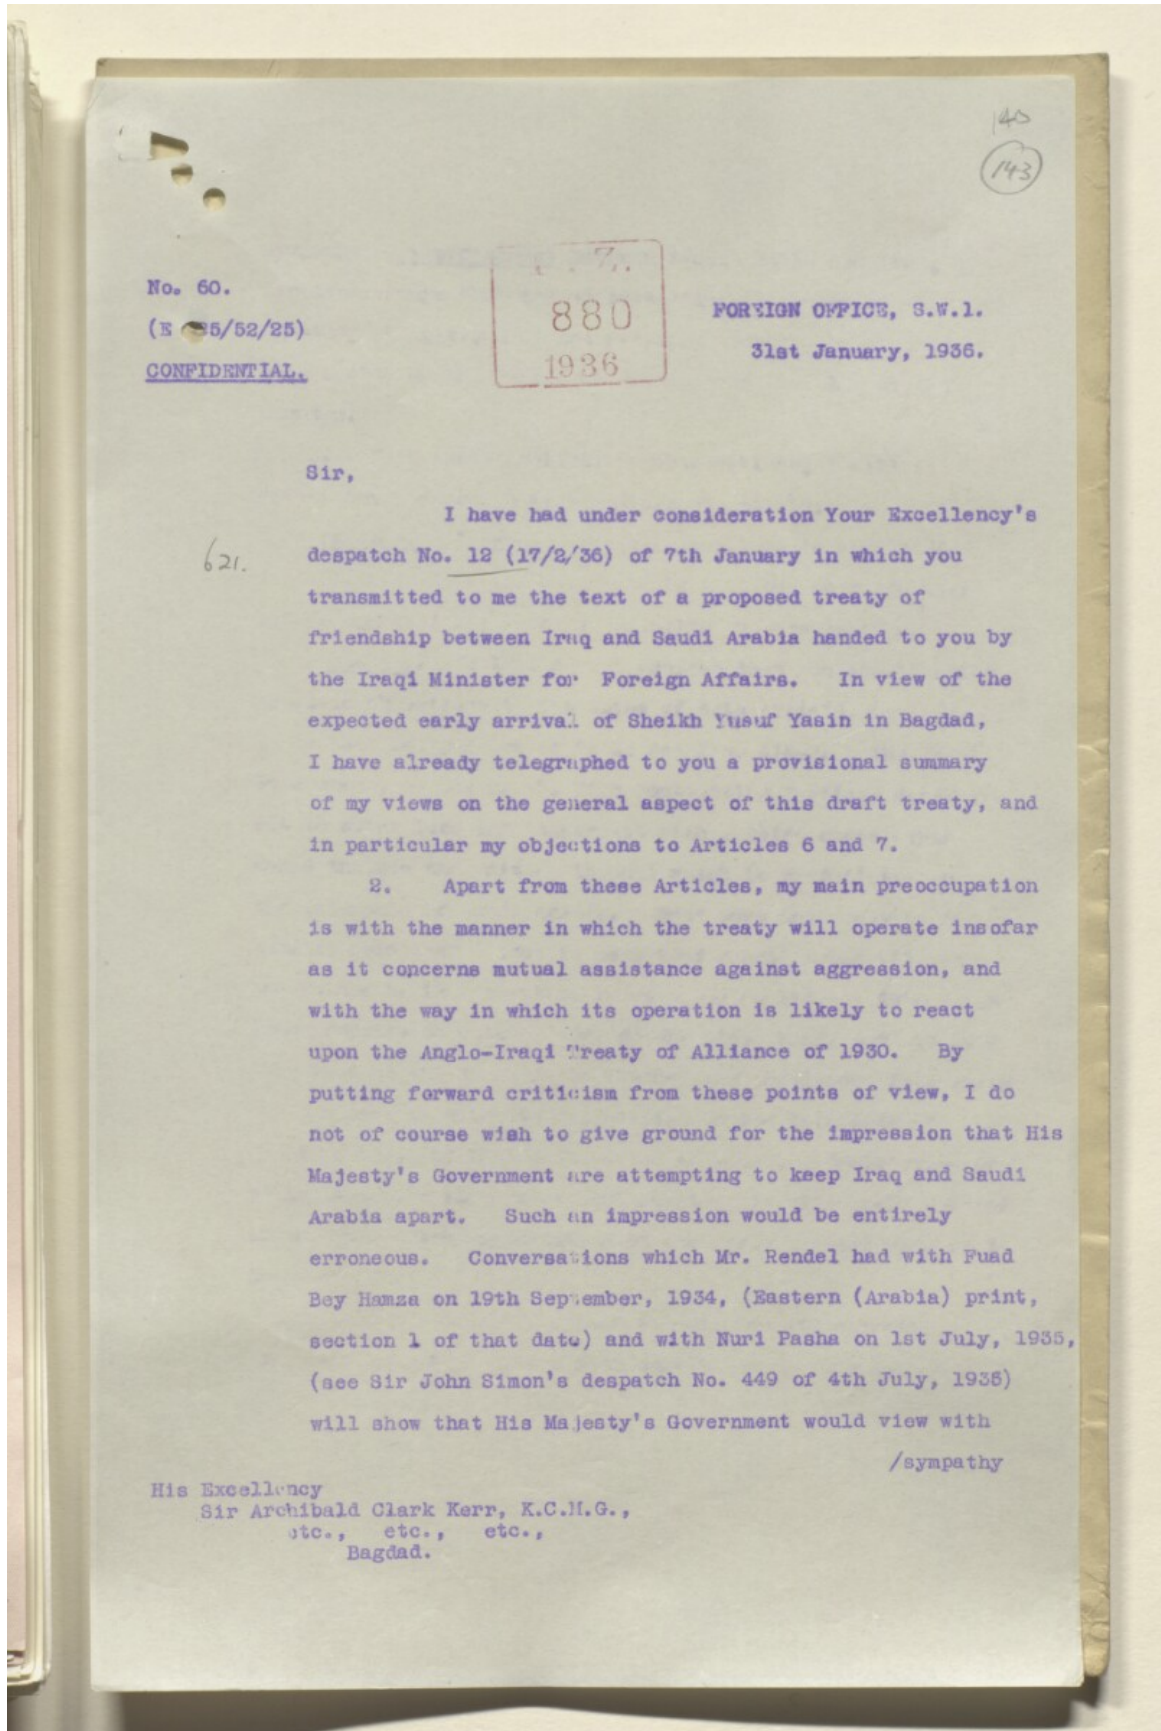 140
143
No. 60.
(E 35/52/25)
CONFIDENTIAL.
P.Z.
880
1936
FOREIGN OFFICE, S.W.1.
31st January, 1936.
Sir,
I have had under consideration Your Excellency's
621.
despatch No. 12 (17/2/36) of 7th January in which you
transmitted to me the text of a proposed treaty of
friendship between Iraq and Saudi Arabia handed to you by
the Iraqi Minister for Foreign Affairs. In view of the
expected early arrival of Sheikh Yusuf Yasin in Bagdad,
I have already telegraphed to you a provisional summary
of my views on the general aspect of this draft treaty, and
in particular my objections to Articles 6 and 7.
2. Apart from these Articles, my main preoccupation
is with the manner in which the treaty will operate insofar
as it concerns mutual assistance against aggression, and
with the way in which its operation is likely to react
upon the Anglo-Iraqi Treaty of Alliance of 1930. By
putting forward criticism from these points of view, I do
not of course wish to give ground for the impression that His
Majesty's Government are attempting to keep Iraq and Saudi
Arabia apart. Such an impression would be entirely
erroneous. Conversations which Mr. Rendel had with Fuad
Bey Hamza on 19th September, 1934, (Eastern (Arabia) print,
section 1 of that date) and with Nuri Pasha on 1st July, 1935,
(see Sir John Simon's despatch No. 449 of 4th July, 1935)
will show that His Majesty's Government would view with
/sympathy
His Excellency
Sir Archibald Clark Kerr, K.C.M.G.,
etc., etc., etc.,
Bagdad.